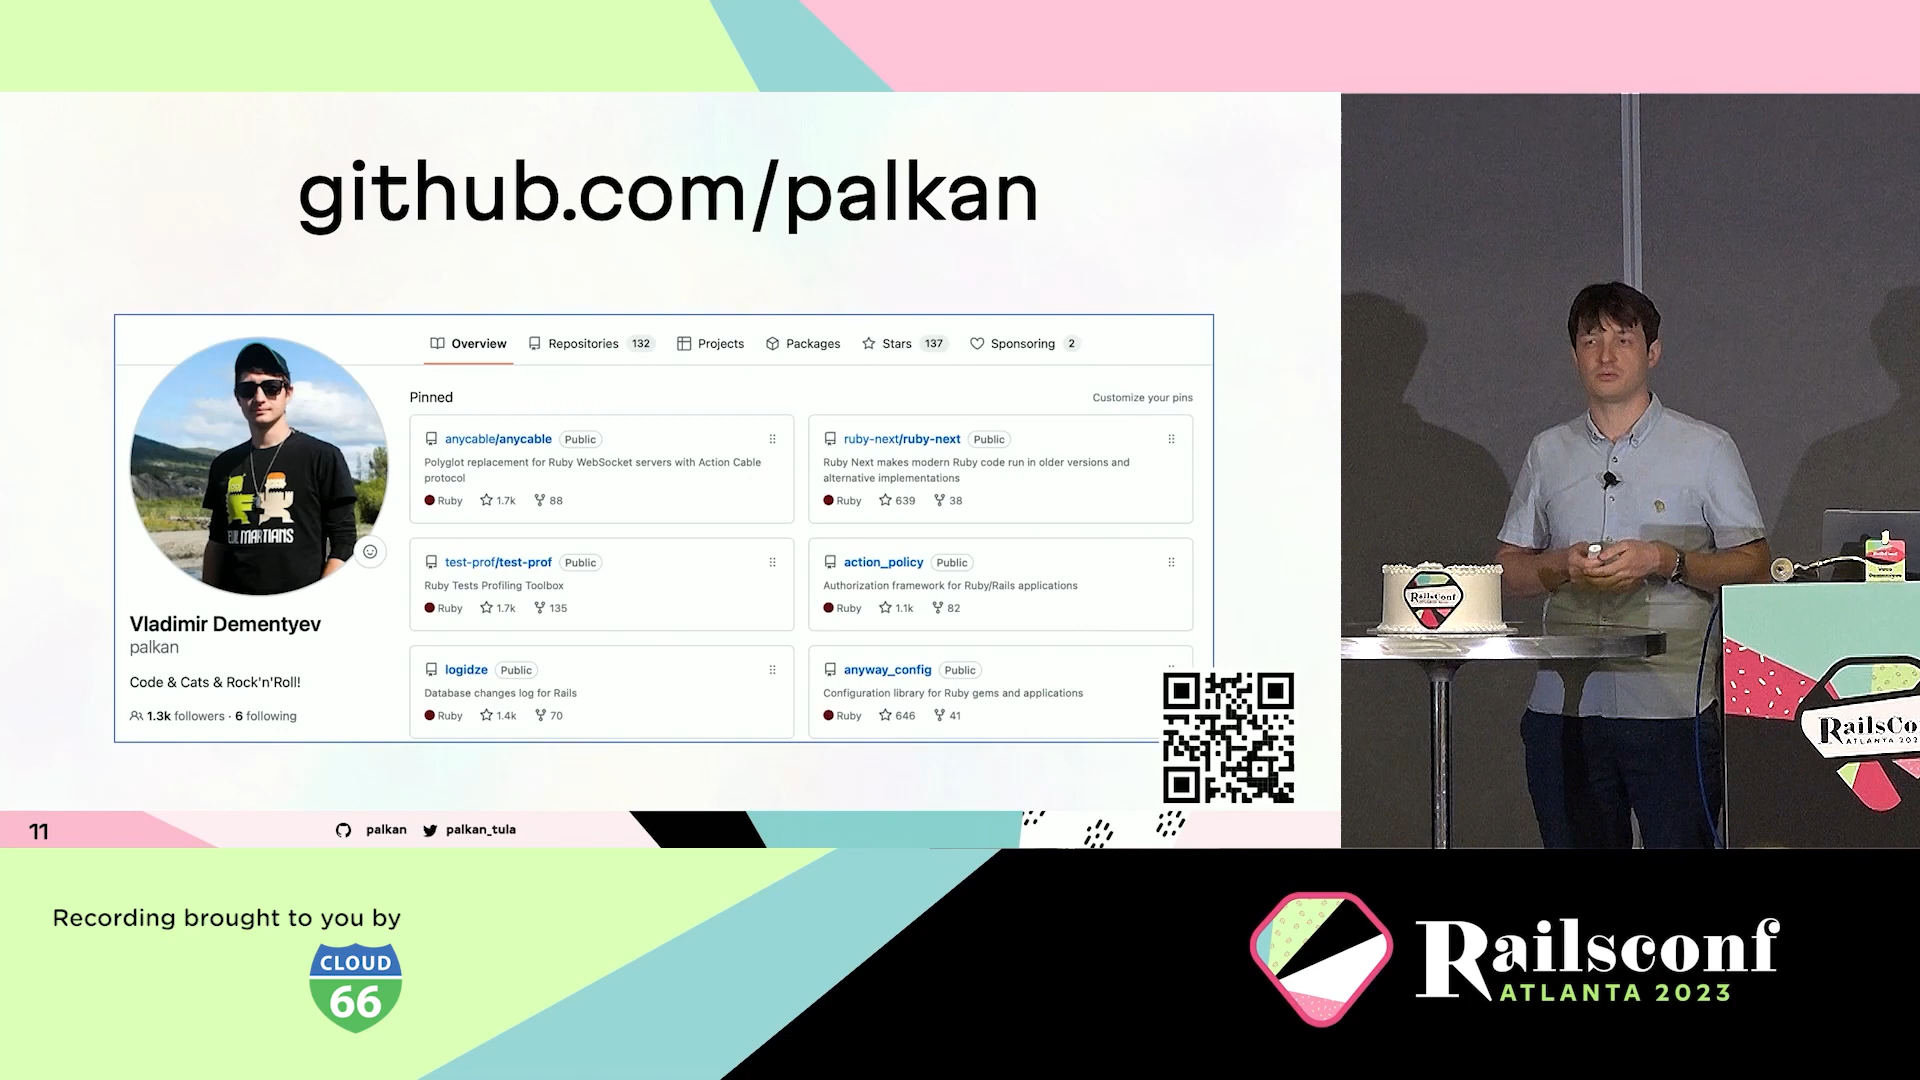 github.com/palkan
Overview
Repositories 132
Projects
Packages
Stars 137
Sponsoring 2
Pinned
Customize your pins
anycable/anycable Public
Polyglot replacement for Ruby WebSocket servers with Action Cable
protocol
Ruby 1.7k 88
ruby-next/ruby-next Public
Ruby Next makes modern Ruby code run in older versions and
alternative implementations
Ruby 639 38
test-prof/test-prof Public
Ruby Tests Profiling Toolbox
Ruby 1.7k 135
action_policy Public
Authorization framework for Ruby/Rails applications
Ruby 1.1k 82
logidze Public
Database changes log for Rails
Ruby 1.4k 70
anyway_config Public
Configuration library for Ruby gems and applications
Ruby 646 41
EVIL MARTIANS
Vladimir Dementyev
palkan
Code & Cats & Rock'n'Roll!
1.3k followers · 6 following
11
palkan
palkan_tula
RailsConf
RailsCo
ATLANTA 202
Recording brought to you by
CLOUD
66
Railsconf
ATLANTA 2023